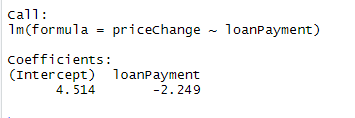 Call:
lm(formula = priceChange ~ loanPayment)
Coefficients:
(Intercept)  loanPayment
      4.514       -2.249